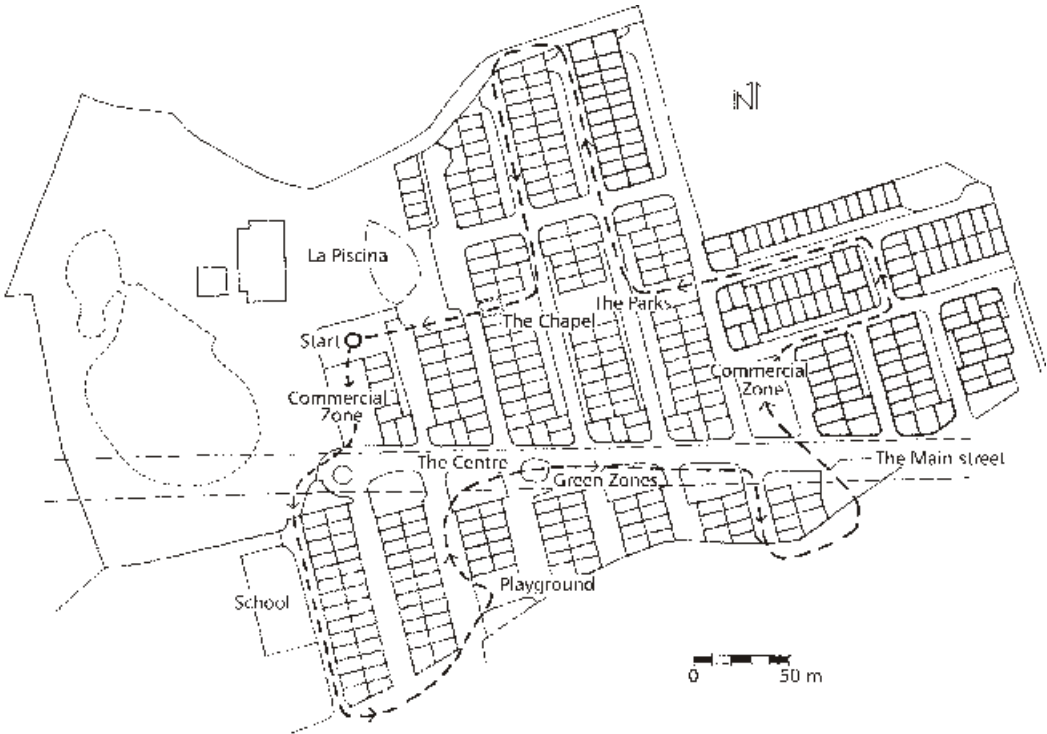 N
La Piscina
The Parks
The Chapel
Start
Commercial
Zone
Commercial
Zone
The Centre
The Main street
Green Zones
Playground
School
0 50 m